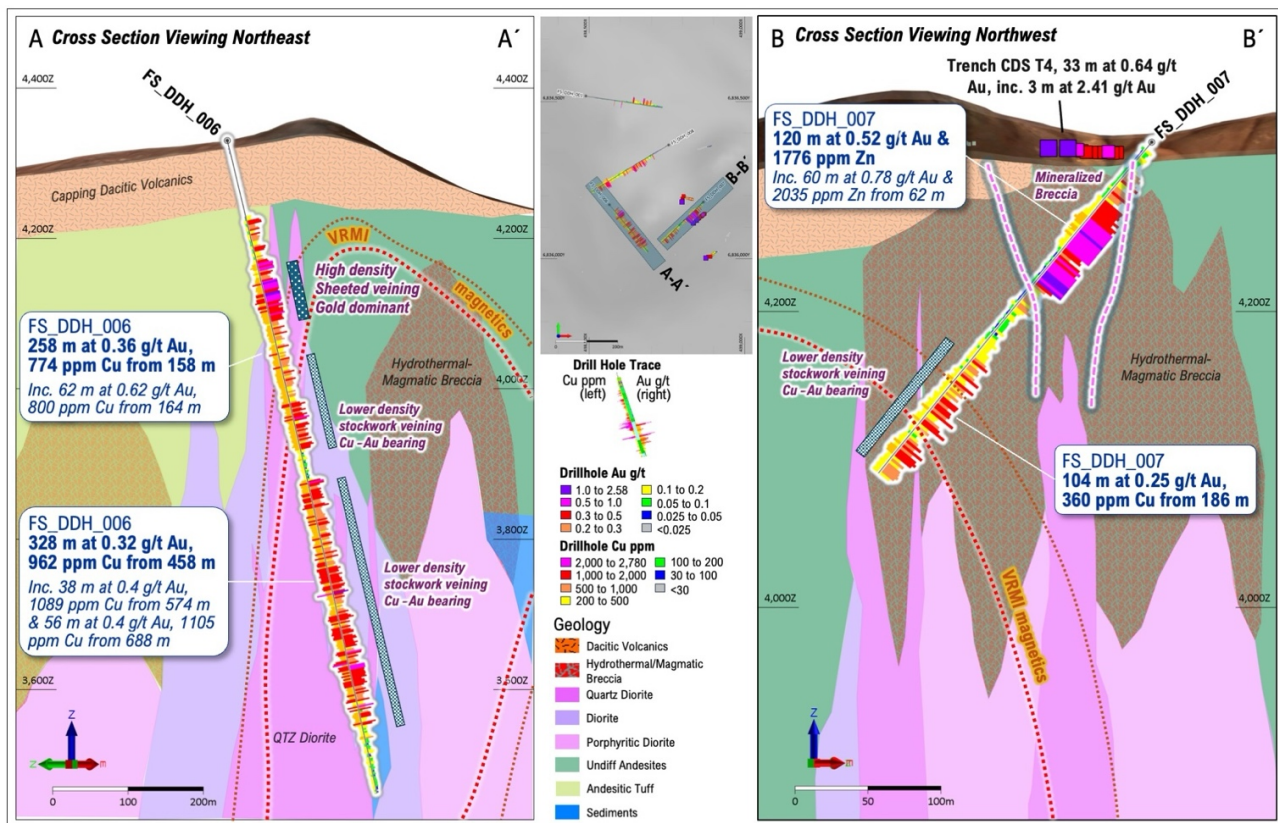 A Cross Section Viewing Northeast A´
4,400Z
FS_DDH_006
Capping Dacitic Volcanics
4,200Z
VRMI
magnetics
High density
Sheeted veining
Gold dominant
FS_DDH_006
258 m at 0.36 g/t Au,
774 ppm Cu from 158 m
Inc. 62 m at 0.62 g/t Au,
800 ppm Cu from 164 m
Hydrothermal-
Magmatic Breccia
4,000Z
Lower density
stockwork veining
Cu -Au bearing
FS_DDH_006
328 m at 0.32 g/t Au,
962 ppm Cu from 458 m
Inc. 38 m at 0.4 g/t Au,
1089 ppm Cu from 574 m
& 56 m at 0.4 g/t Au, 1105
ppm Cu from 688 m
3,800Z
Lower density
stockwork veining
Cu -Au bearing
3,600Z
QTZ Diorite
Z
N
E
0 100 200m
B-B´
A-A´
Drill Hole Trace
Cu ppm
(left)
Au g/t
(right)
Drillhole Au g/t
1.0 to 2.58
0.5 to 1.0
0.3 to 0.5
0.2 to 0.3
0.1 to 0.2
0.05 to 0.1
0.025 to 0.05
<0.025
Drillhole Cu ppm
2,000 to 2,780
1,000 to 2,000
500 to 1,000
200 to 500
100 to 200
30 to 100
<30
Geology
Dacitic Volcanics
Hydrothermal/Magmatic
Breccia
Quartz Diorite
Diorite
Porphyritic Diorite
Undiff Andesites
Andesitic Tuff
Sediments
B Cross Section Viewing Northwest B´
Trench CDS T4, 33 m at 0.64 g/t
Au, inc. 3 m at 2.41 g/t Au
FS_DDH_007
FS_DDH_007
120 m at 0.52 g/t Au &
1776 ppm Zn
Inc. 60 m at 0.78 g/t Au &
2035 ppm Zn from 62 m
Mineralized
Breccia
4,200Z
4,200Z
Lower density
stockwork veining
Cu -Au bearing
Hydrothermal-
Magmatic Breccia
FS_DDH_007
104 m at 0.25 g/t Au,
360 ppm Cu from 186 m
VRMI magnetics
4,000Z
4,000Z
Z
E
0 50 100m